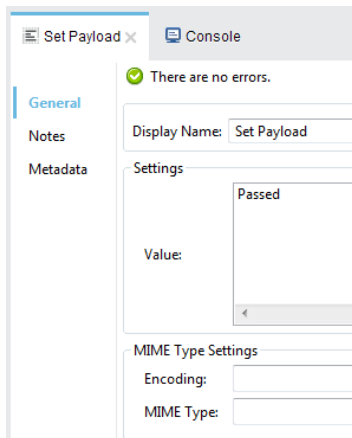 Set Payload
Console
There are no errors.
General
Notes
Metadata
Display Name: Set Payload
Settings
Value: Passed
MIME Type Settings
Encoding:
MIME Type: